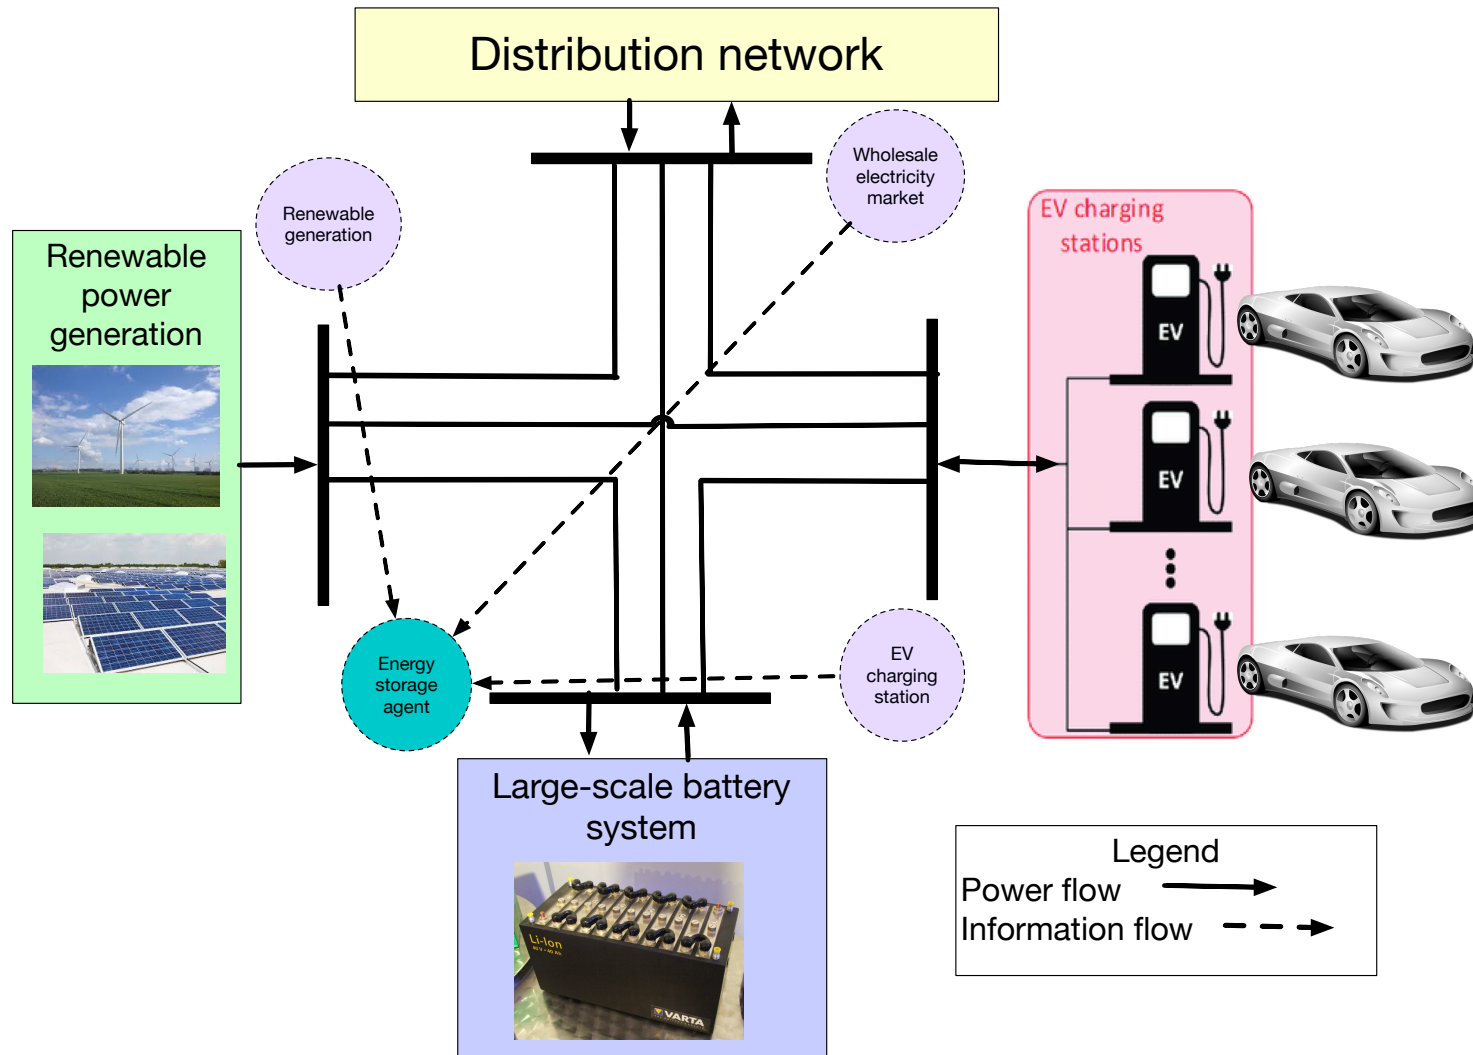 Distribution network
Wholesale
electricity
market
Renewable
generation
EV charging
stations
Renewable
power
generation
EV
EV
EV
Energy
storage
agent
EV
charging
station
Large-scale battery
system
Li-Ion
VARTA
Legend
Power flow
Information flow